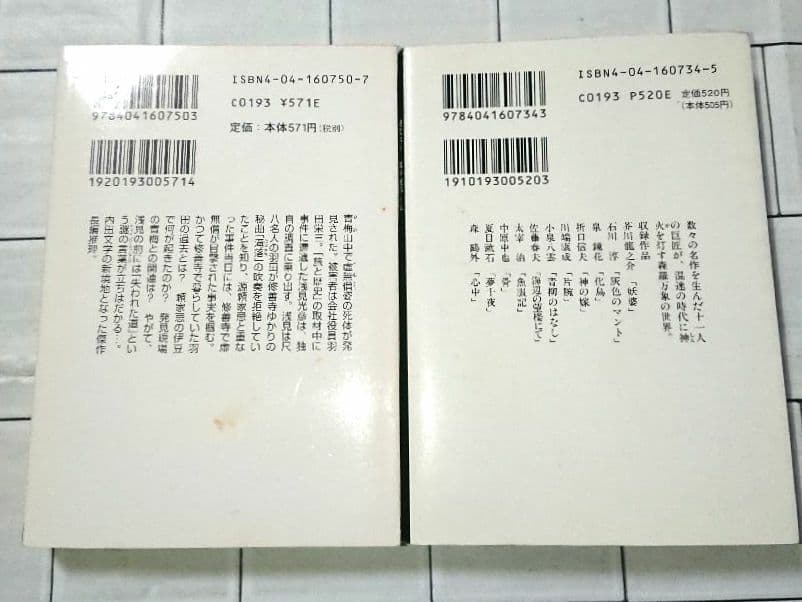 ISBN4-04-160750-7
C0193 ¥571E
定価:本体571円(税別)
9784041607503
1920193005714
青梅山中で虚無僧姿の死体が発
見された。被害者は会社役員羽
田栄三。「旅と歴史」の取材中に
事件に遭遇した浅見光彦は、独
自の調査に乗り出す。浅見は尺
八名人の羽田が修善寺ゆかりの
秘曲「滝落」の吹奏を拒絶してい
たことを知り、源頼家忌と重な
った事件当日には、修善寺で虚
無僧が目撃された事実を掴む。
かつて修善寺で暮らしていた羽
田の過去とは? 頼家忌の伊豆
で何が起きたのか? 発見現場
の青梅との関連は? やがて、
浅見の前には「失われた道」とい
う謎の言葉が立ちはだかる…。
内田文学の新境地となった傑作
長編推理。
ISBN4-04-160734-5
C0193 P520E
定価520円
(本体505円)
9784041607343
1910193005203
数々の名作を生んだ十一人
の巨匠が、混迷の時代に神
火を灯す森羅万象の世界。
収録作品
芥川龍之介 「妖婆」
石川 淳 「灰色のマント」
泉 鏡花 「化鳥」
折口信夫 「神の嫁」
川端康成 「片腕」
小泉八雲 「青柳のはなし」
佐藤春夫 「海辺の望楼にて」
太宰 治 「魚服記」
中原中也 「骨」
夏目漱石 「夢十夜」
森 鷗外 「心中」